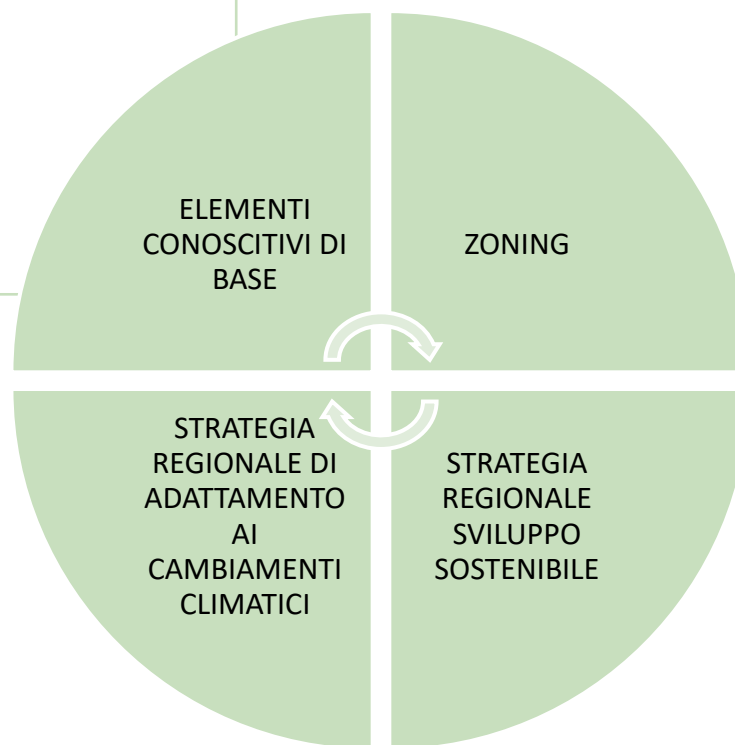 ELEMENTI
CONOSCITIVI DI
BASE
ZONING
STRATEGIA
REGIONALE DI
ADATTAMENTO
AI
CAMBIAMENTI
CLIMATICI
STRATEGIA
REGIONALE
SVILUPPO
SOSTENIBILE